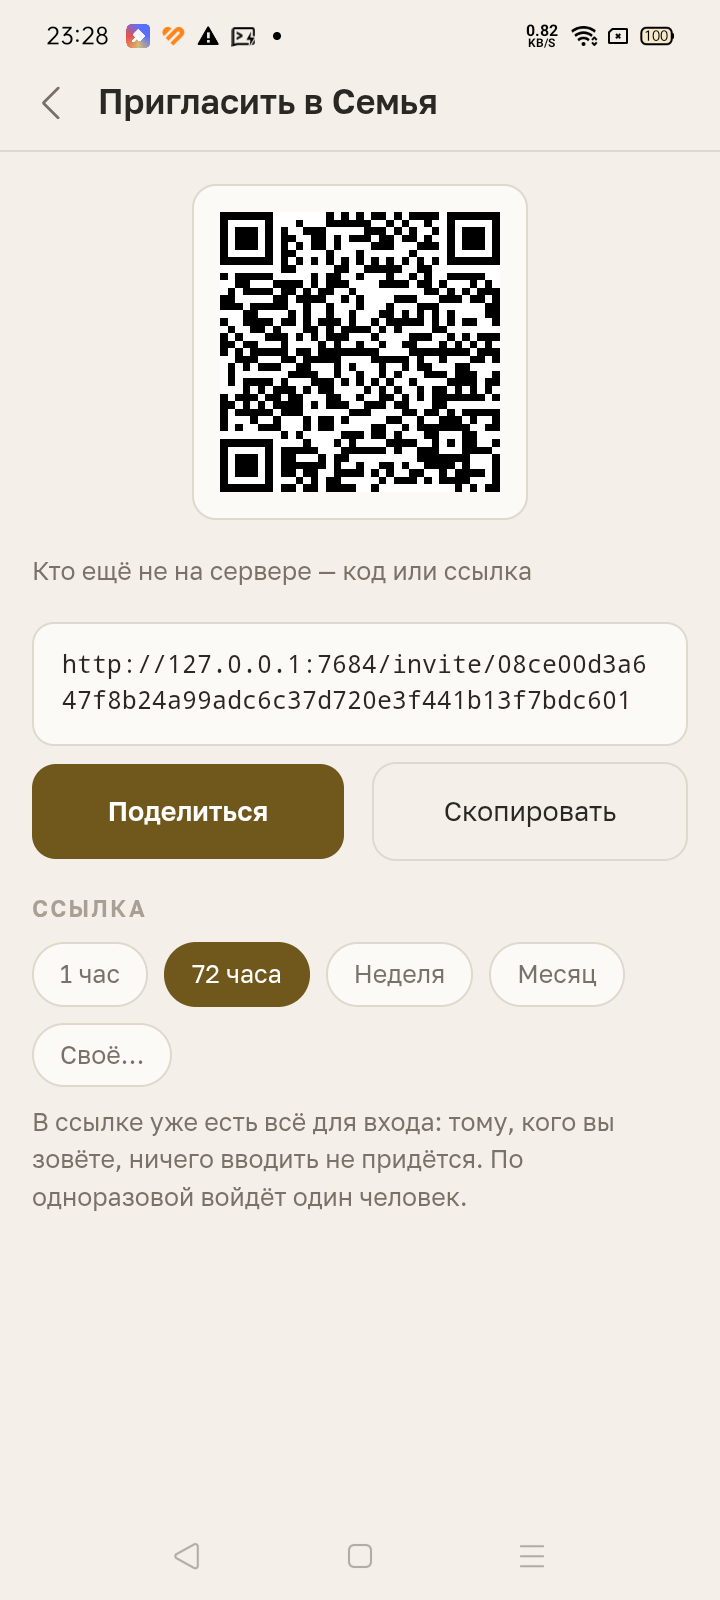 23:28
0.82
KB/S
100
Пригласить в Семья
Кто ещё не на сервере — код или ссылка
http://127.0.0.1:7684/invite/08ce00d3a6
47f8b24a99adc6c37d720e3f441b13f7bdc601
Поделиться
Скопировать
ССЫЛКА
1 час
72 часа
Неделя
Месяц
Своё...
В ссылке уже есть всё для входа: тому, кого вы
зовёте, ничего вводить не придётся. По
одноразовой войдёт один человек.